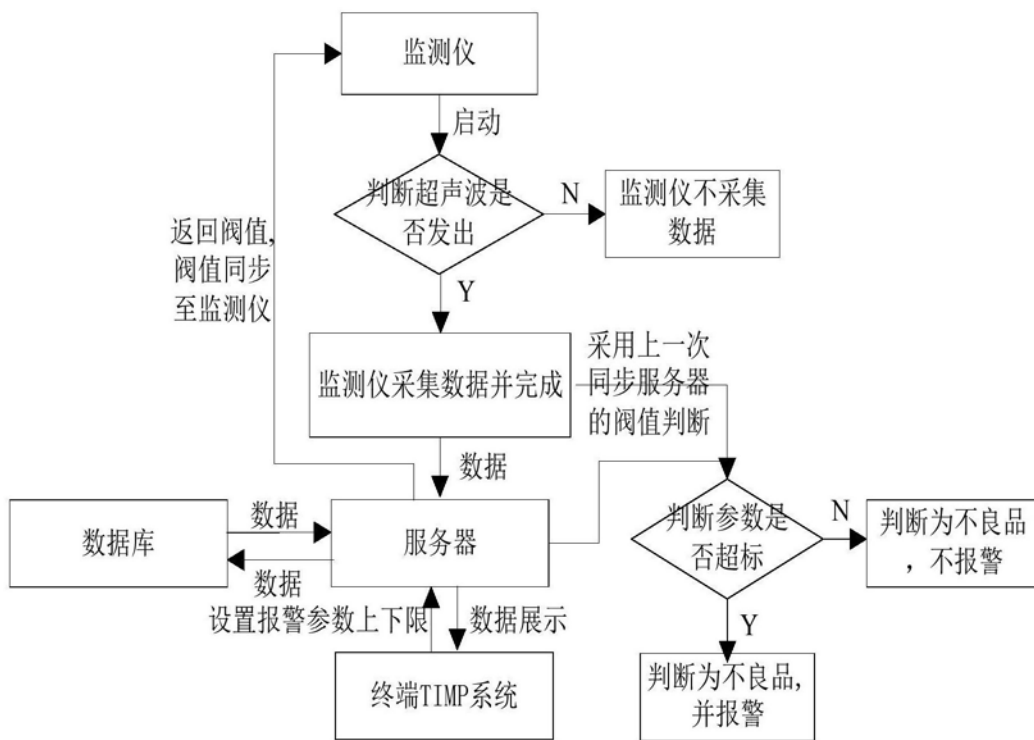 监测仪
启动
判断超声波是
否发出
N
监测仪不采集
数据
返回阀值,
阀值同步
至监测仪
Y
监测仪采集数据并完成
采用上一次
同步服务器
的阀值判断
数据
数据库
数据
数据
服务器
判断参数是
否超标
N
判断为不良品
，不报警
设置报警参数上下限
数据展示
Y
终端TIMP系统
判断为不良品,
并报警